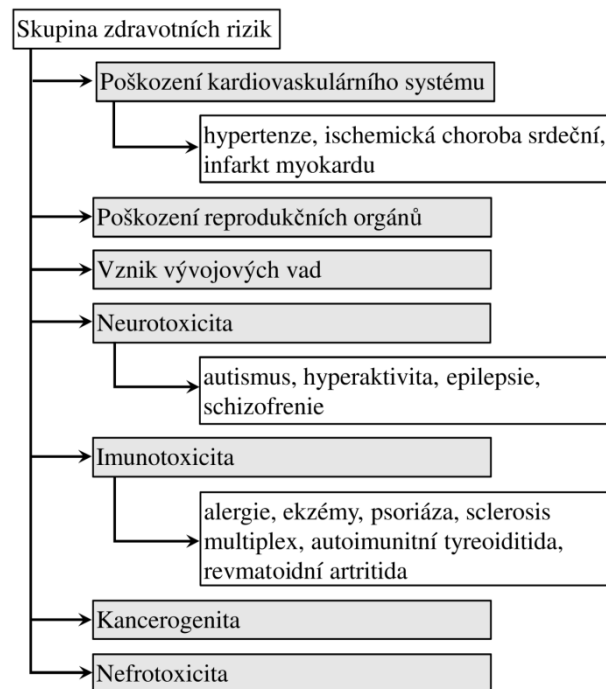 Skupina zdravotních rizik
Poškození kardiovaskulárního systému
hypertenze, ischemická choroba srdeční,
infarkt myokardu
Poškození reprodukčních orgánů
Vznik vývojových vad
Neurotoxicita
autismus, hyperaktivita, epilepsie,
schizofrenie
Imunotoxicita
alergie, ekzémy, psoriáza, sclerosis
multiplex, autoimunitní tyreoiditida,
revmatoidní artritida
Kancerogenita
Nefrotoxicita